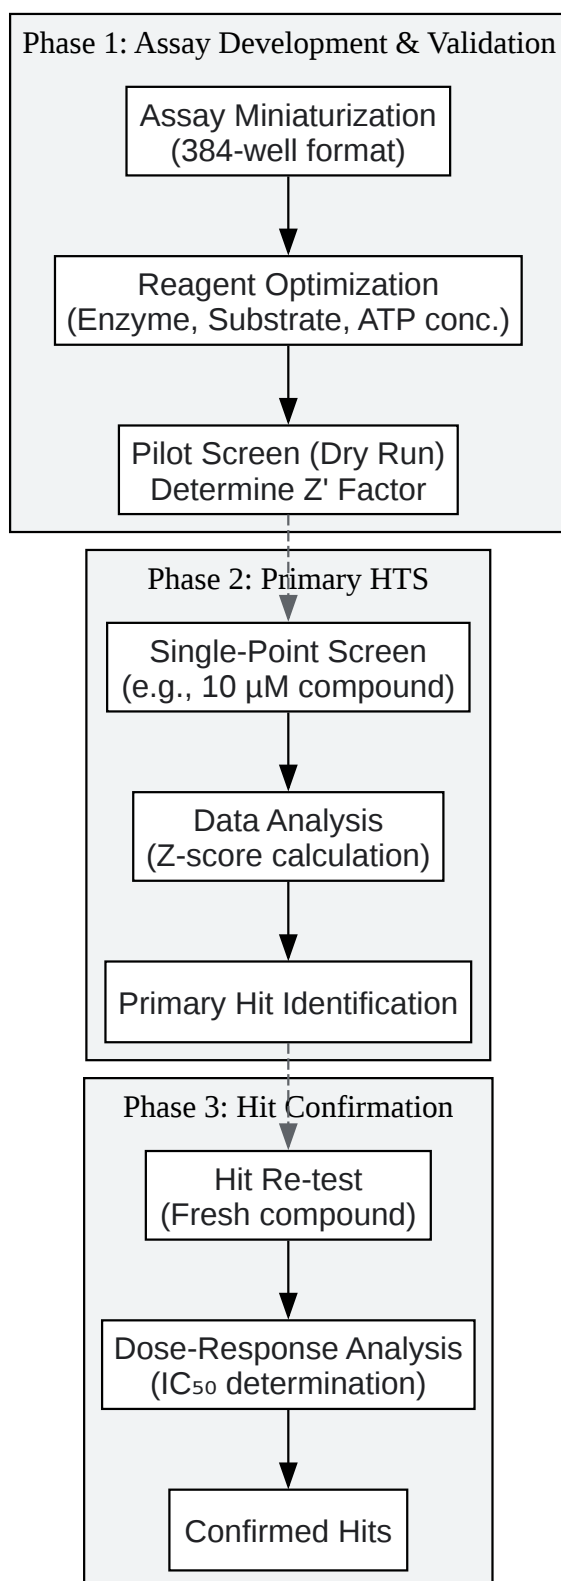 Phase 1: Assay Development & Validation
Assay Miniaturization
(384-well format)
Reagent Optimization
(Enzyme, Substrate, ATP conc.)
Pilot Screen (Dry Run)
Determine Z' Factor
Phase 2: Primary HTS
Single-Point Screen
(e.g., 10 µM compound)
Data Analysis
(Z-score calculation)
Primary Hit Identification
Phase 3: Hit Confirmation
Hit Re-test
(Fresh compound)
Dose-Response Analysis
(IC₅₀ determination)
Confirmed Hits